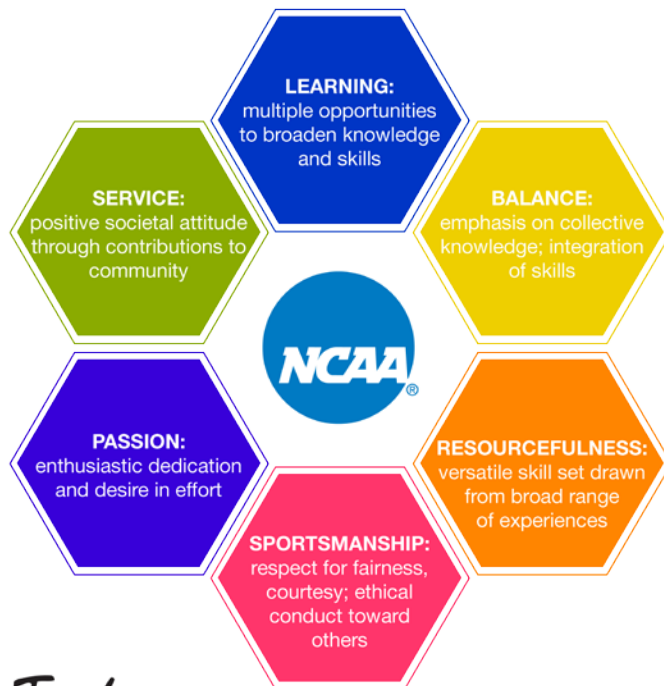 LEARNING:
multiple opportunities
to broaden knowledge
and skills
SERVICE:
positive societal attitude
through contributions to
community
BALANCE:
emphasis on collective
knowledge; integration
of skills
NCAA
®
PASSION:
enthusiastic dedication
and desire in effort
RESOURCEFULNESS:
versatile skill set drawn
from broad range
of experiences
SPORTSMANSHIP:
respect for fairness,
courtesy; ethical
conduct toward
others